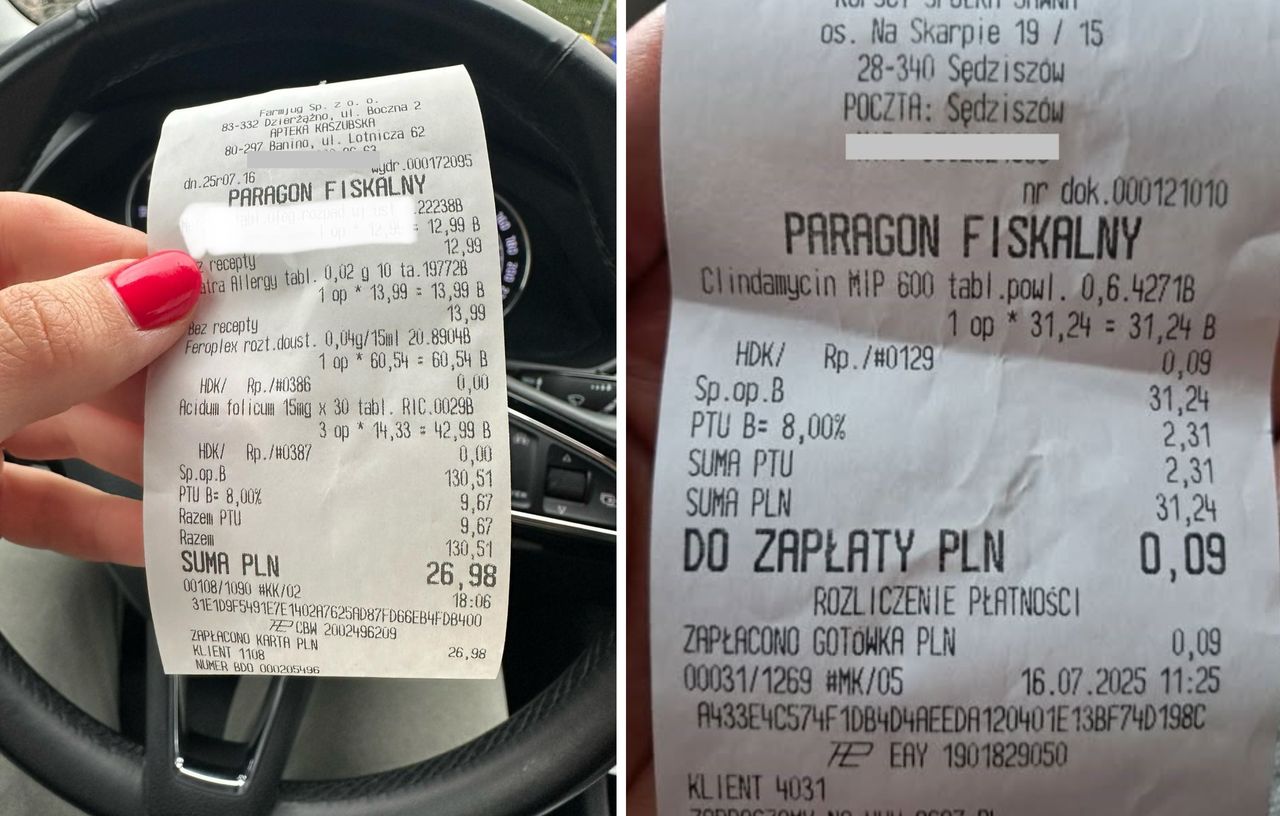 Farmjug Sp. z o. o.
83-332 Dzierżążno, ul. Boczna 2
APTEKA KASZUBSKA
80-297 Banino, ul. Lotnicza 62
dn.25r07.16 wydr.000172095
PARAGON FISKALNY
.22238B
12,99 B
12,99
recepty
Allergy tabl. 0,02 g 10 ta.19772B
1 op * 13,99 = 13,99 B
13,99
Bez recepty
Feroplex rozt.doust. 0,04g/15ml 20.8904B
1 op * 60,54 = 60,54 B
HDK/ Rp./#0386 0,00
Acidum folicum 15mg x 30 tabl. RIC.0029B
3 op * 14,33 = 42,99 B
HDK/ Rp./#0387 0,00
Sp.op.B 130,51
PTU B= 8,00% 9,67
Razem PTU 9,67
Razem 130,51
SUMA PLN 26,98
00108/1090 #KK/02 18:06
31E1D9F5491E7E1402A7625AD87FD66EB4FDB400
CBW 2002496209
ZAPŁACONO KARTA PLN 26,98
KLIENT 1108
NUMER BDO 000205496
os. Na Skarpie 19 / 15
28-340 Sędziszów
POCZTA: Sędziszów
nr dok.000121010
PARAGON FISKALNY
Clindamycin MIP 600 tabl.powl. 0,6.4271B
1 op * 31,24 = 31,24 B
HDK/ Rp./#0129 0,09
Sp.op.B 31,24
PTU B= 8,00% 2,31
SUMA PTU 2,31
SUMA PLN 31,24
DO ZAPŁATY PLN 0,09
ROZLICZENIE PŁATNOŚCI
ZAPŁACONO GOTÓWKA PLN 0,09
00031/1269 #MK/05 16.07.2025 11:25
A433E4C574F1DB4D4AEEDA120401E13BF74D198C
EAY 1901829050
KLIENT 4031